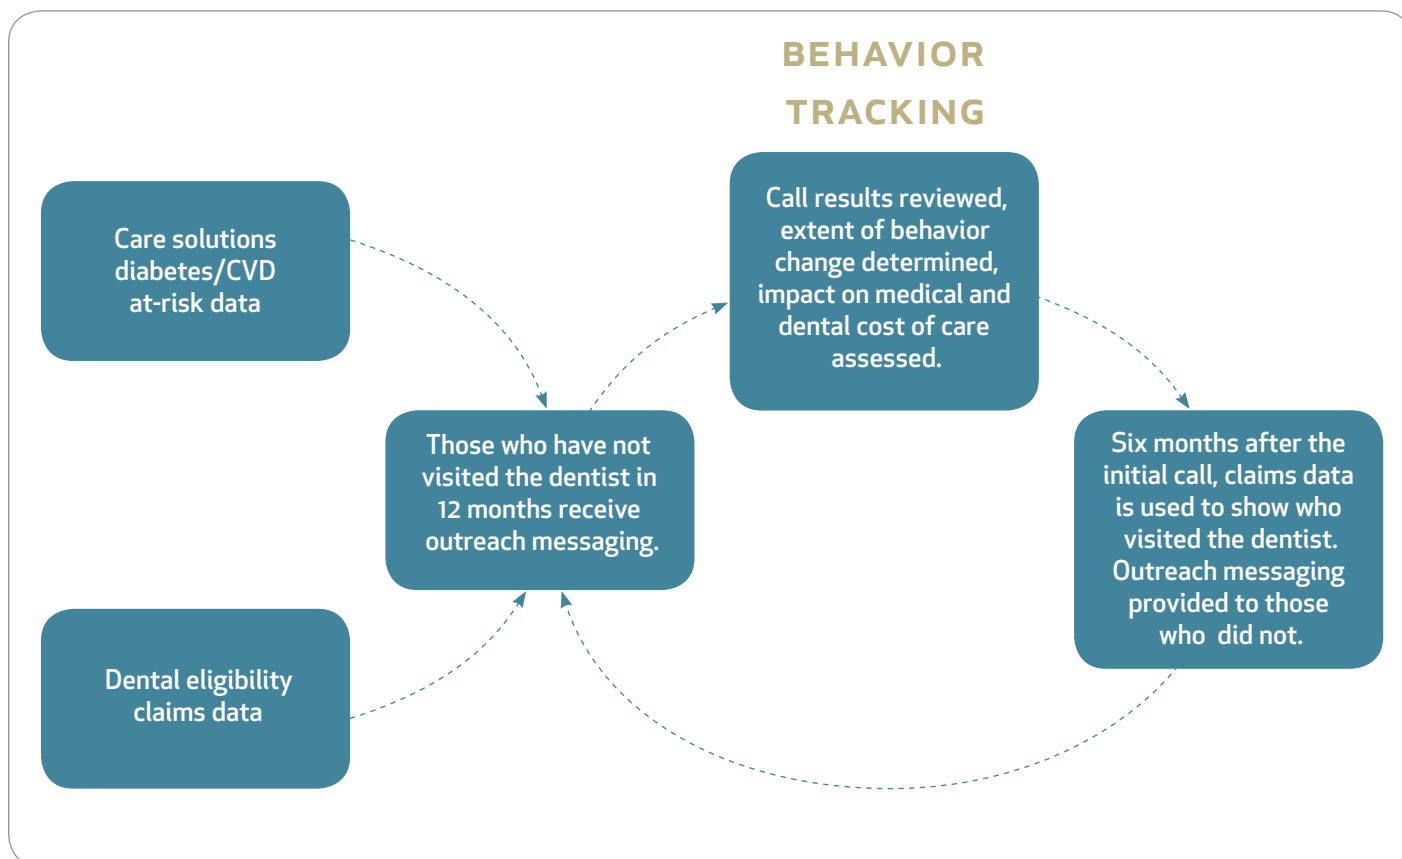 BEHAVIOR
TRACKING
Care solutions
diabetes/CVD
at-risk data
Dental eligibility
claims data
Those who have not
visited the dentist in
12 months receive
outreach messaging.
Call results reviewed,
extent of behavior
change determined,
impact on medical and
dental cost of care
assessed.
Six months after the
initial call, claims data
is used to show who
visited the dentist.
Outreach messaging
provided to those
who did not.